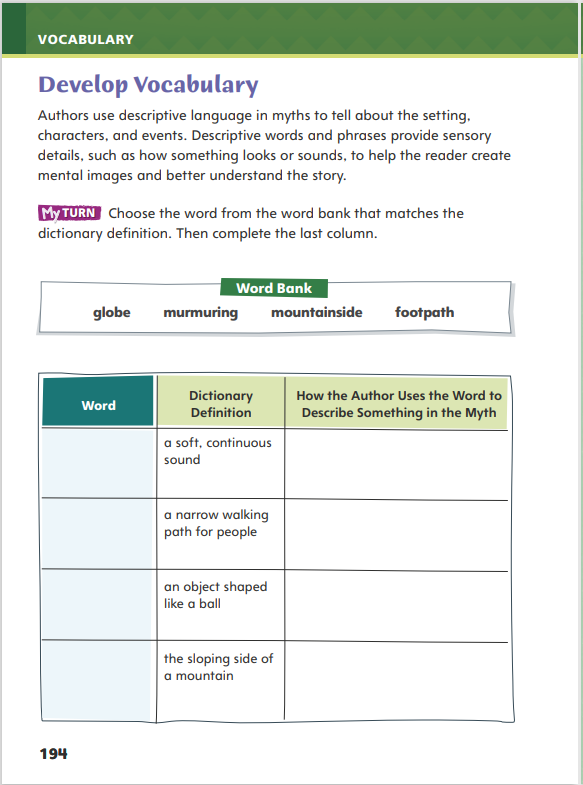 VOCABULARY
Develop Vocabulary
Authors use descriptive language in myths to tell about the setting,
characters, and events. Descriptive words and phrases provide sensory
details, such as how something looks or sounds, to help the reader create
mental images and better understand the story.
My TURN Choose the word from the word bank that matches the
dictionary definition. Then complete the last column.
Word Bank
globe murmuring mountainside footpath
Word
Dictionary
Definition
How the Author Uses the Word to
Describe Something in the Myth
a soft, continuous
sound
a narrow walking
path for people
an object shaped
like a ball
the sloping side of
a mountain
194